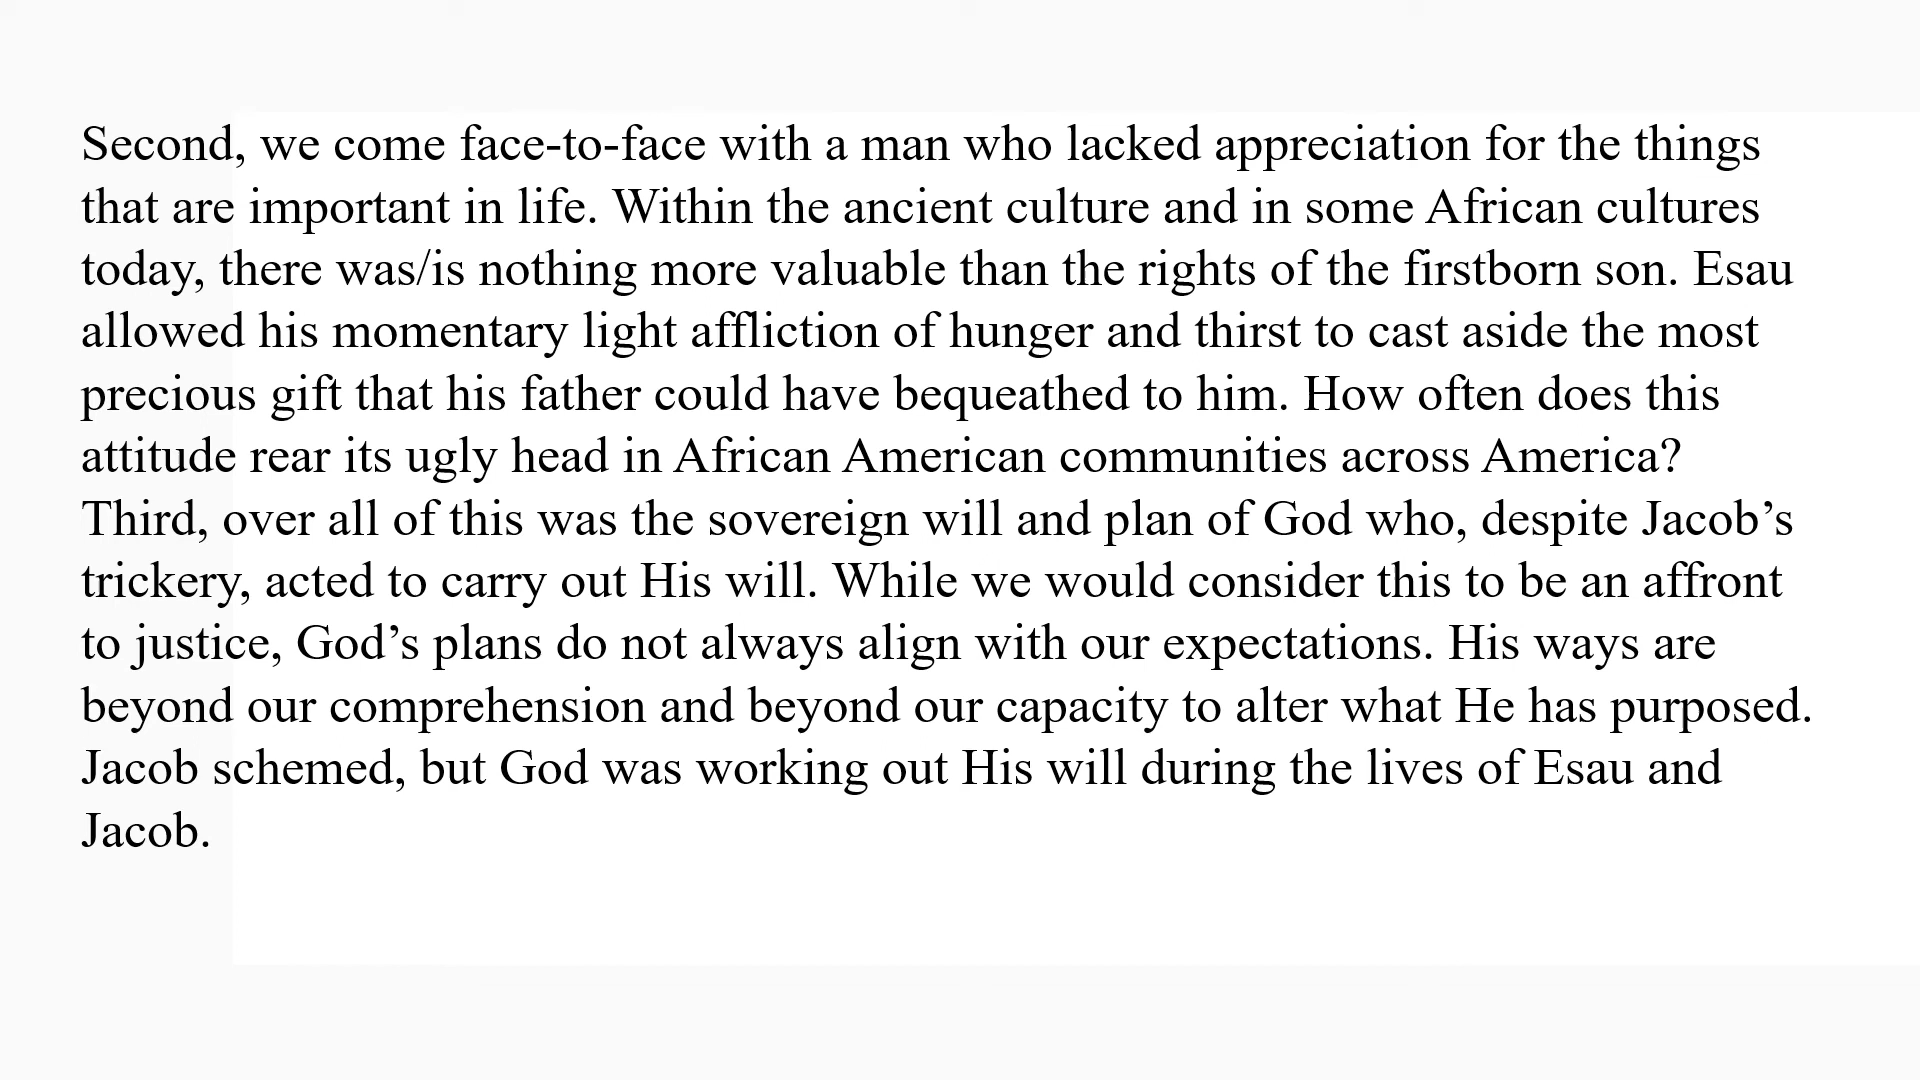 Second, we come face-to-face with a man who lacked appreciation for the things
that are important in life. Within the ancient culture and in some African cultures
today, there was/is nothing more valuable than the rights of the firstborn son. Esau
allowed his momentary light affliction of hunger and thirst to cast aside the most
precious gift that his father could have bequeathed to him. How often does this
attitude rear its ugly head in African American communities across America?
Third, over all of this was the sovereign will and plan of God who, despite Jacob’s
trickery, acted to carry out His will. While we would consider this to be an affront
to justice, God’s plans do not always align with our expectations. His ways are
beyond our comprehension and beyond our capacity to alter what He has purposed.
Jacob schemed, but God was working out His will during the lives of Esau and
Jacob.